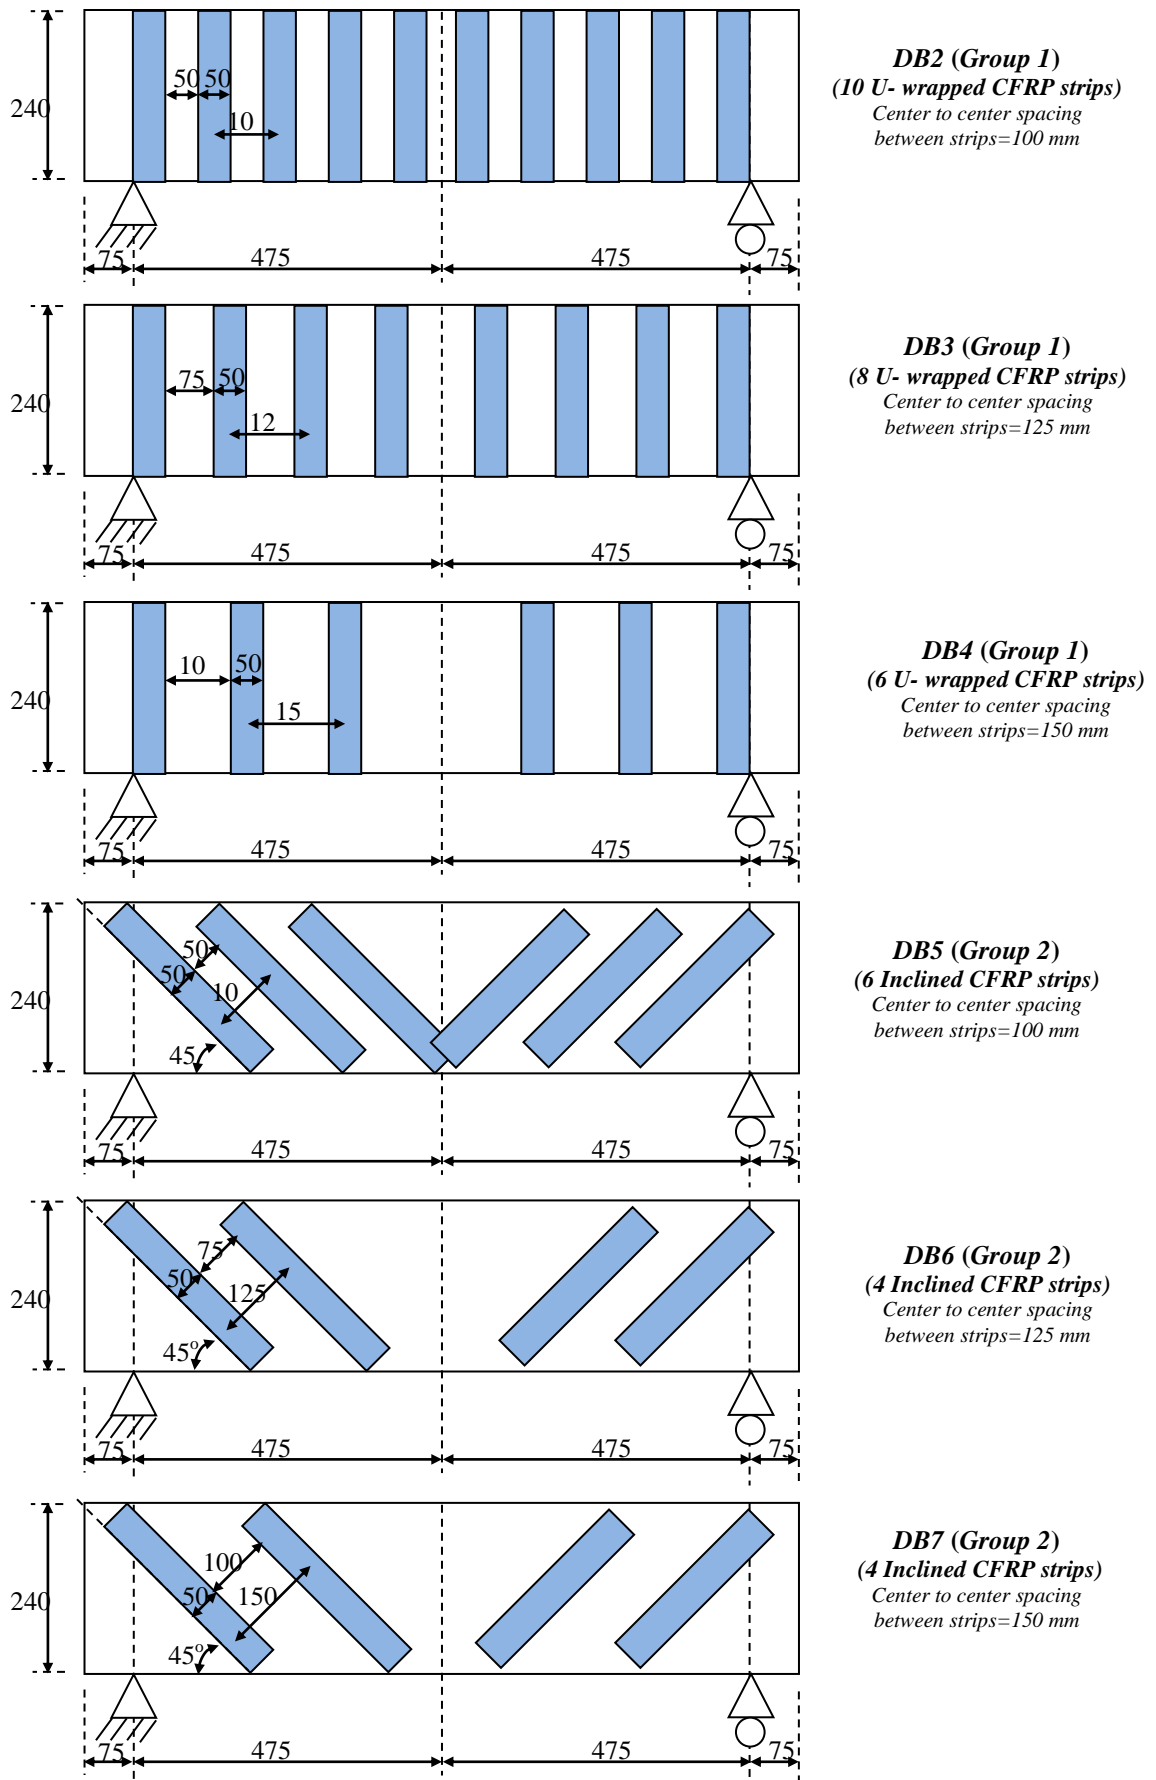 DB2 (Group 1)
(10 U- wrapped CFRP strips)
Center to center spacing
between strips=100 mm
50 50
10
240
75 475 475 75
DB3 (Group 1)
(8 U- wrapped CFRP strips)
Center to center spacing
between strips=125 mm
75 50
12
240
75 475 475 75
DB4 (Group 1)
(6 U- wrapped CFRP strips)
Center to center spacing
between strips=150 mm
10 50
15
240
75 475 475 75
DB5 (Group 2)
(6 Inclined CFRP strips)
Center to center spacing
between strips=100 mm
50
50
10
240
45
75 475 475 75
DB6 (Group 2)
(4 Inclined CFRP strips)
Center to center spacing
between strips=125 mm
75
50
125
240
45º
75 475 475 75
DB7 (Group 2)
(4 Inclined CFRP strips)
Center to center spacing
between strips=150 mm
100
50 150
240
45º
75 475 475 75